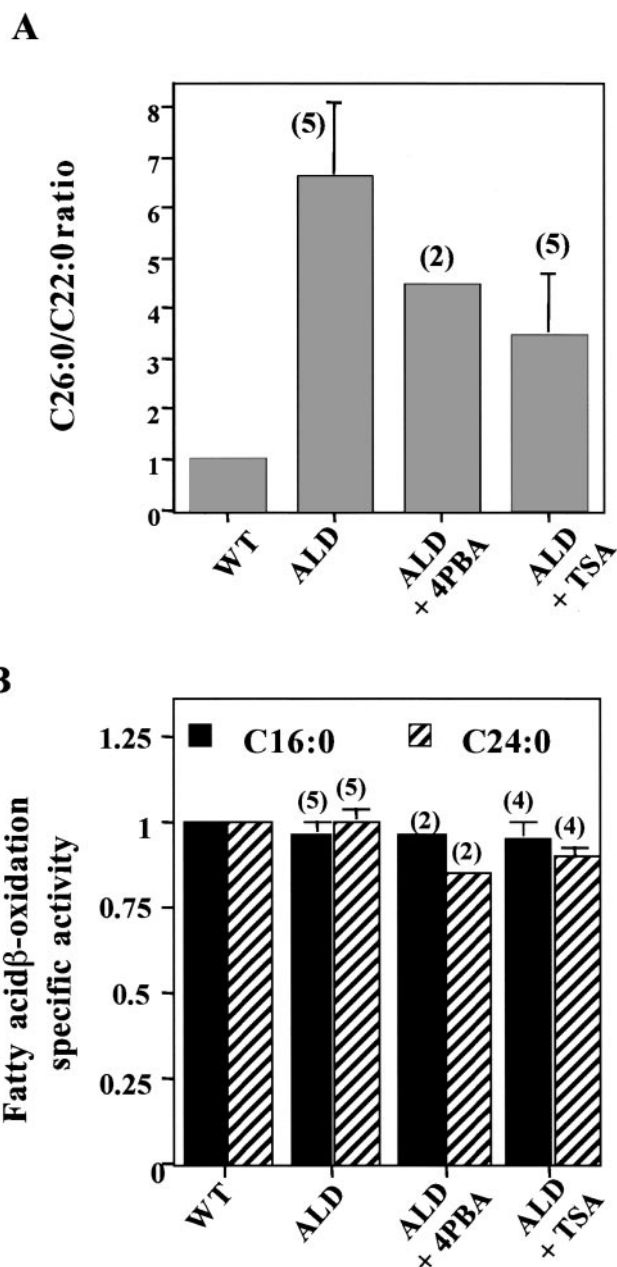 A
C26:0/C22:0 ratio
8
7
6
5
4
3
2
1
0
(5)
(2)
(5)
WT
ALD
ALD
+ 4PBA
ALD
+ TSA
B
Fatty acidβ-oxidation
specific activity
1.25
1
0.75
0.5
0.25
0
C16:0
C24:0
(5)
(5)
(2)
(2)
(4)
(4)
WT
ALD
ALD
+ 4PBA
ALD
+ TSA